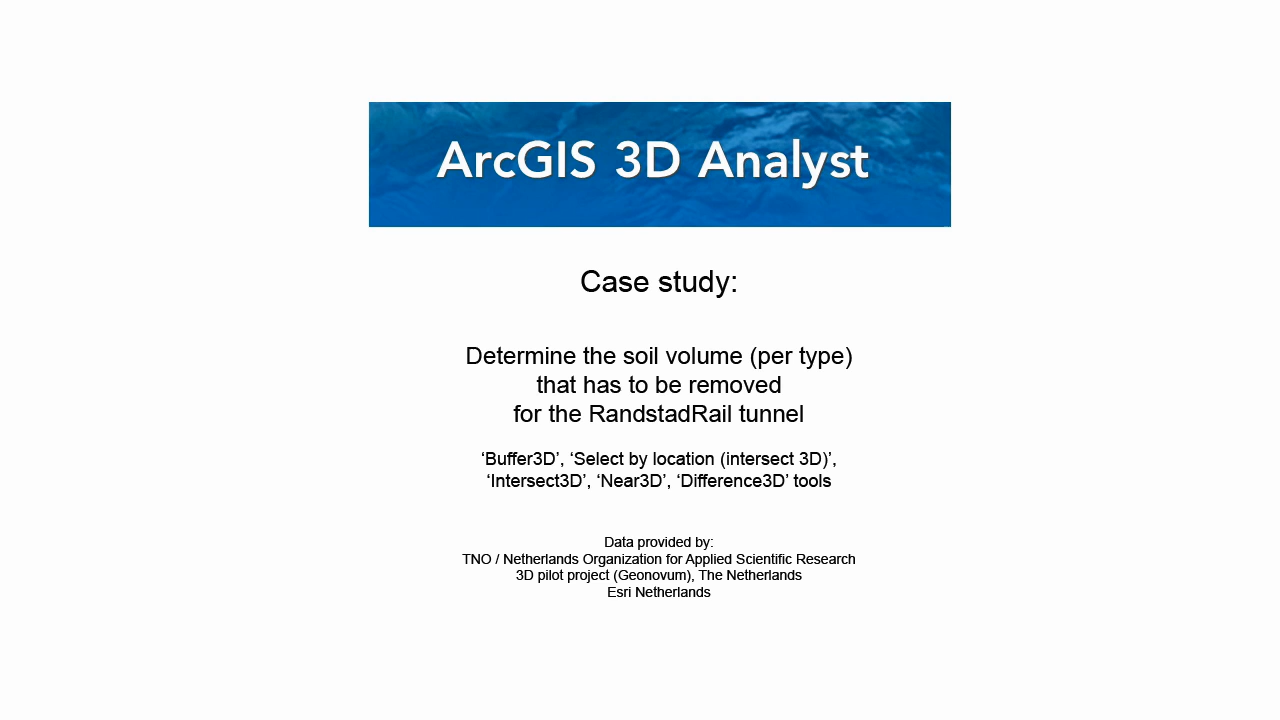 ArcGIS 3D Analyst
Case study:
Determine the soil volume (per type)
that has to be removed
for the RandstadRail tunnel
‘Buffer3D’, ‘Select by location (intersect 3D)’,
‘Intersect3D’, ‘Near3D’, ‘Difference3D’ tools
Data provided by:
TNO / Netherlands Organization for Applied Scientific Research
3D pilot project (Geonovum), The Netherlands
Esri Netherlands